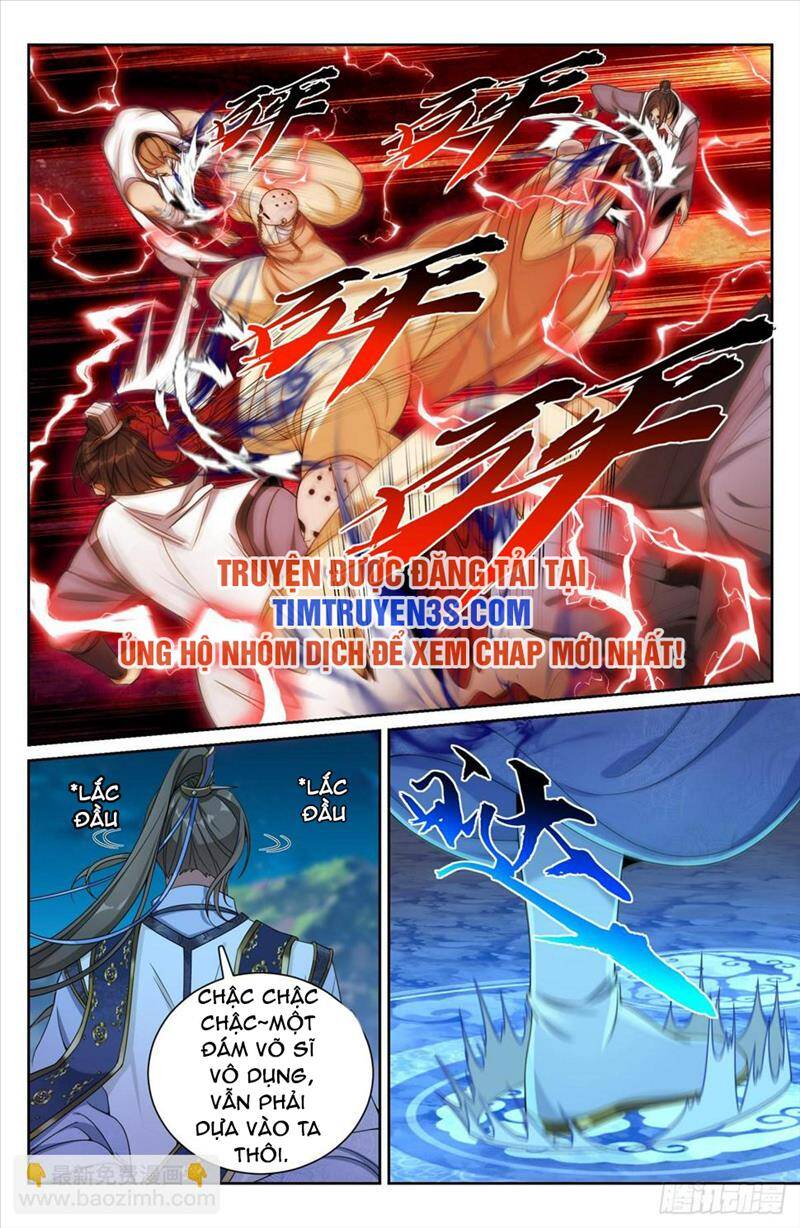 砰
砰
砰
砰
TRUYỆN ĐƯỢC ĐĂNG TẢI TẠI
TIMTRUYEN3S.COM
ỦNG HỘ NHÓM DỊCH ĐỂ XEM CHAP MỚI NHẤT!
*LẮC
ĐẦU
*LẮC
ĐẦU
哒
CHẬC CHẬC
CHẬC~MỘT
ĐÁM VÕ SĨ
VÔ DỤNG,
VẪN PHẢI
DỰA VÀO TA
THÔI.
👇最新免费漫画👇
www.baozimh.com
腾讯动漫